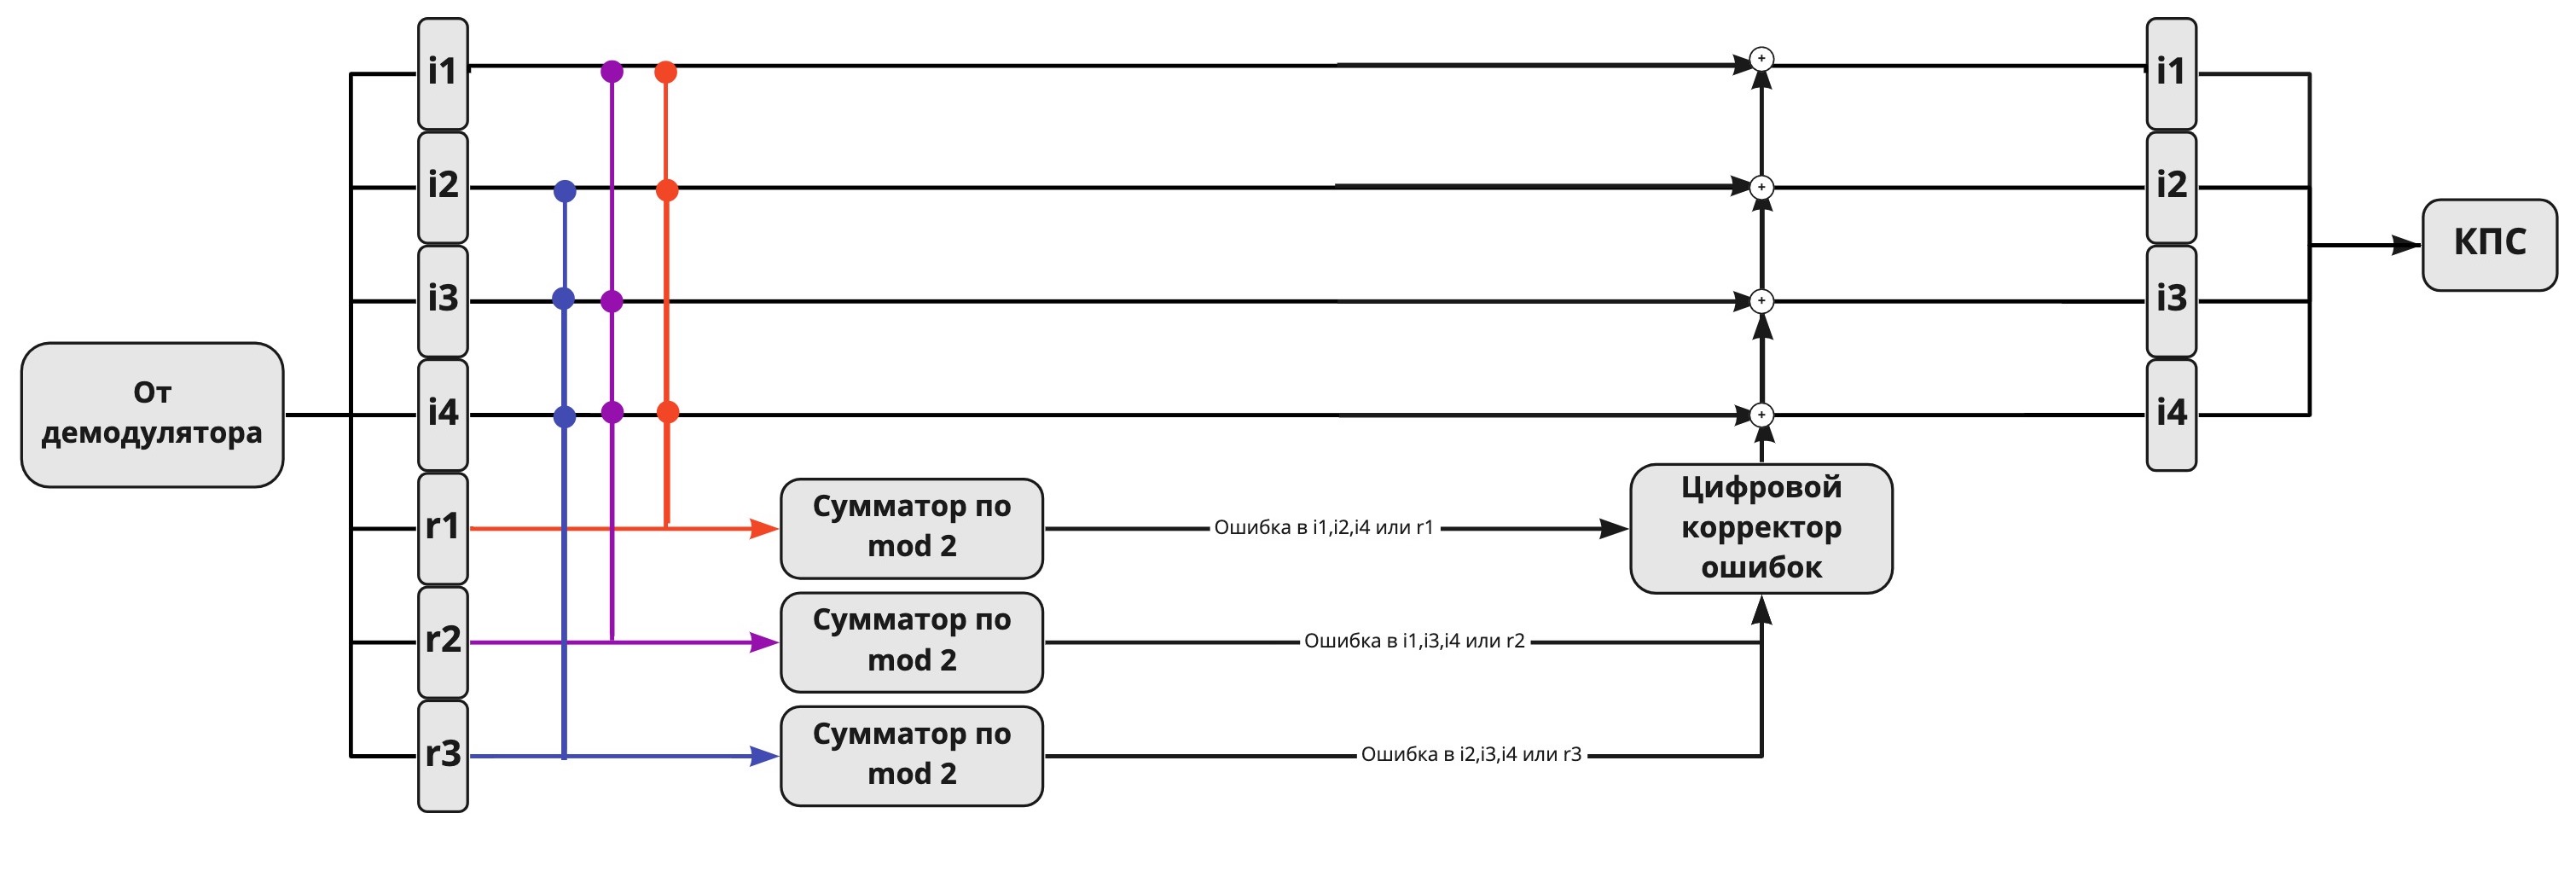 i1
i1
i2
i2
КПС
i3
i3
От
демодулятора
i4
i4
r1
Сумматор по
mod 2
Ошибка в i1,i2,i4 или r1
Цифровой
корректор
ошибок
r2
Сумматор по
mod 2
Ошибка в i1,i3,i4 или r2
r3
Сумматор по
mod 2
Ошибка в i2,i3,i4 или r3
+
+
+
+